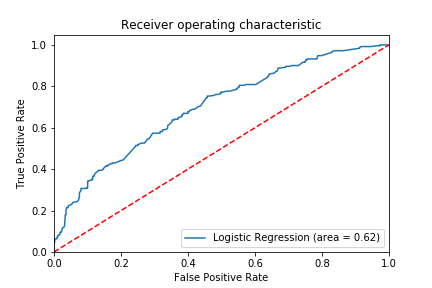 Receiver operating characteristic
True Positive Rate
1.0
0.8
0.6
0.4
0.2
0.0
Logistic Regression (area = 0.62)
0.0 0.2 0.4 0.6 0.8 1.0
False Positive Rate